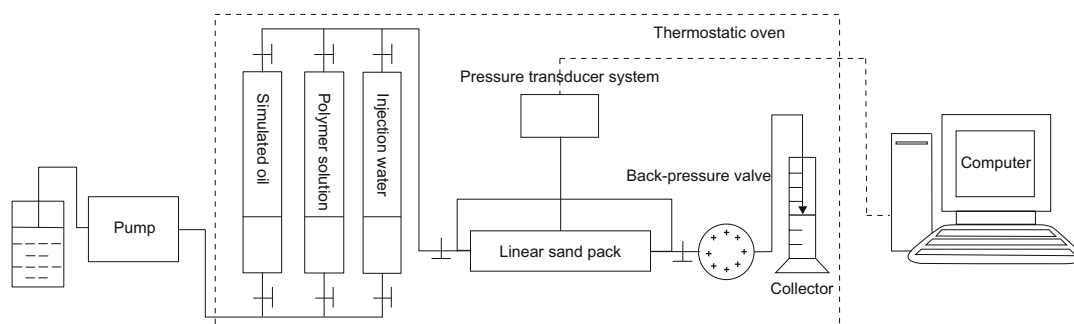 Thermostatic oven
Pressure transducer system
Simulated oil
Polymer solution
Injection water
Computer
Back-pressure valve
Pump
Linear sand pack
Collector